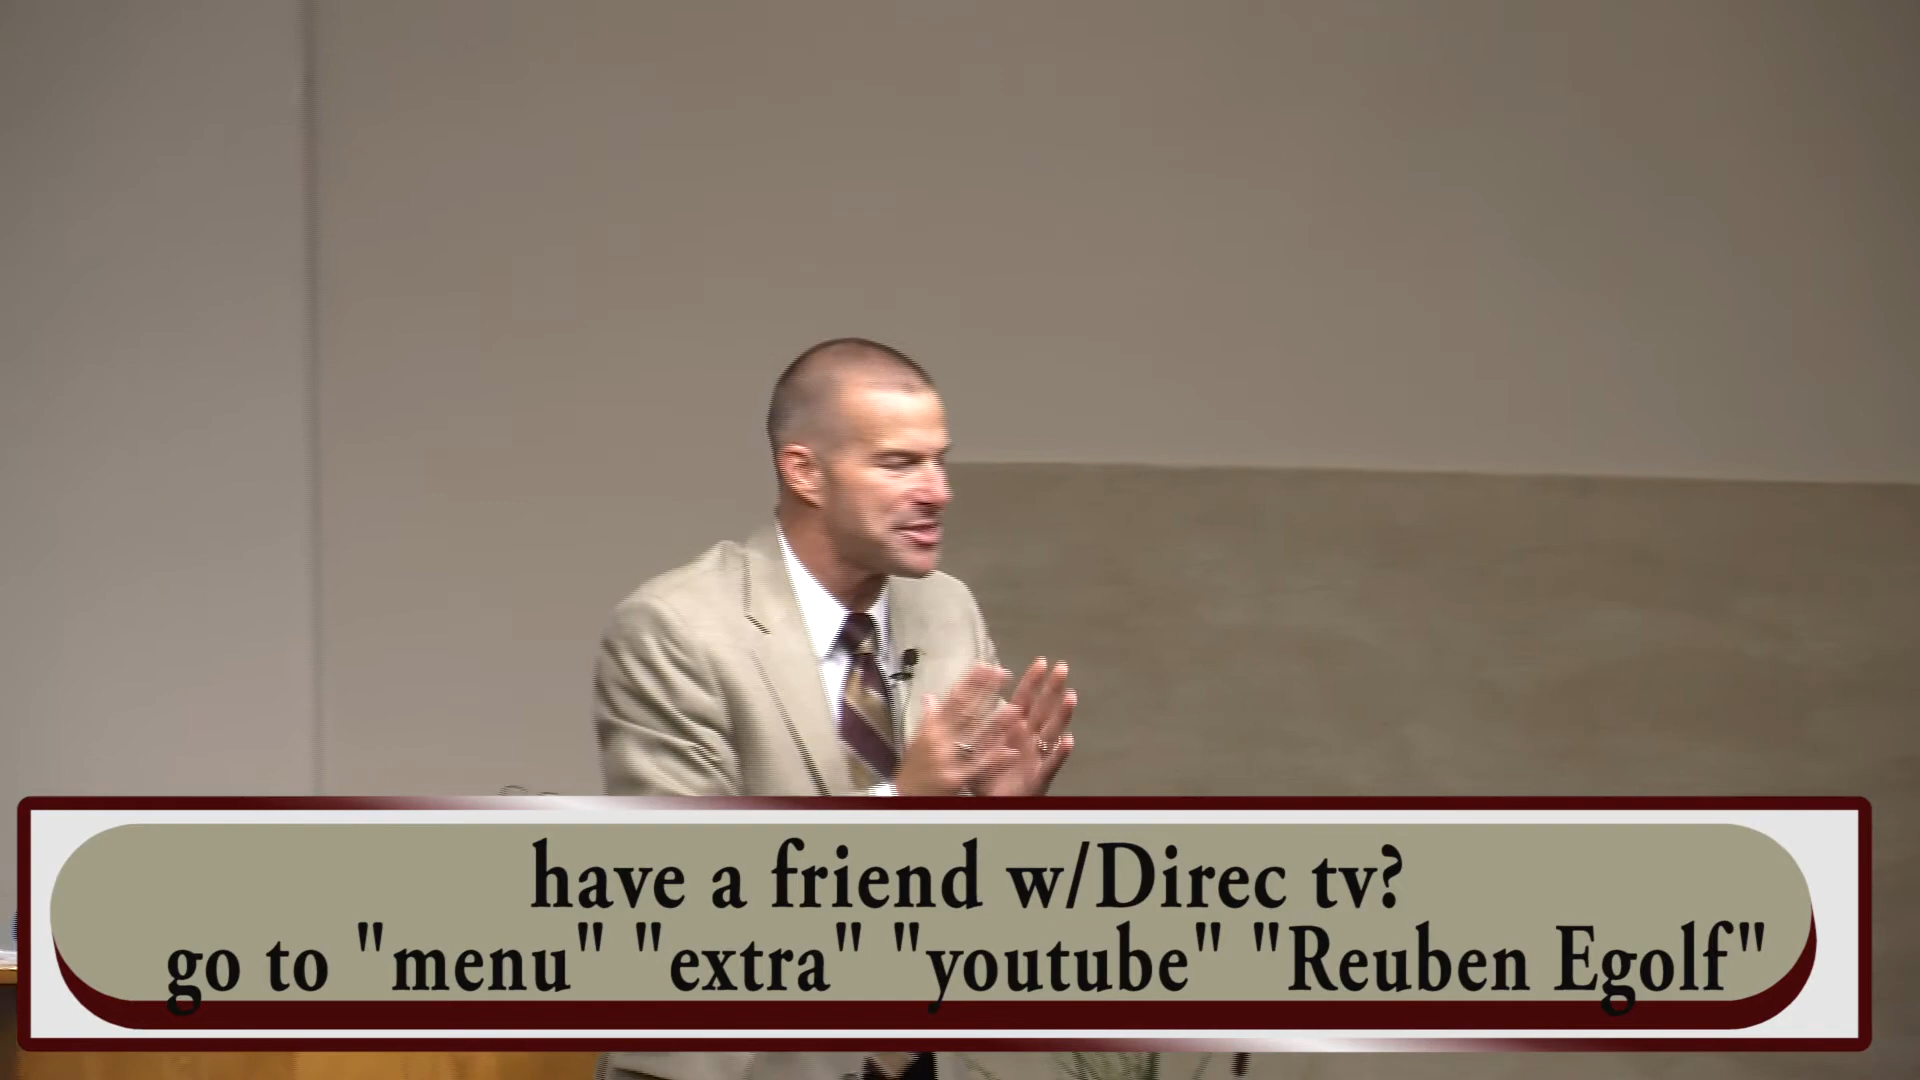 have a friend w/Direc tv?
go to "menu" "extra" "youtube" "Reuben Egolf"